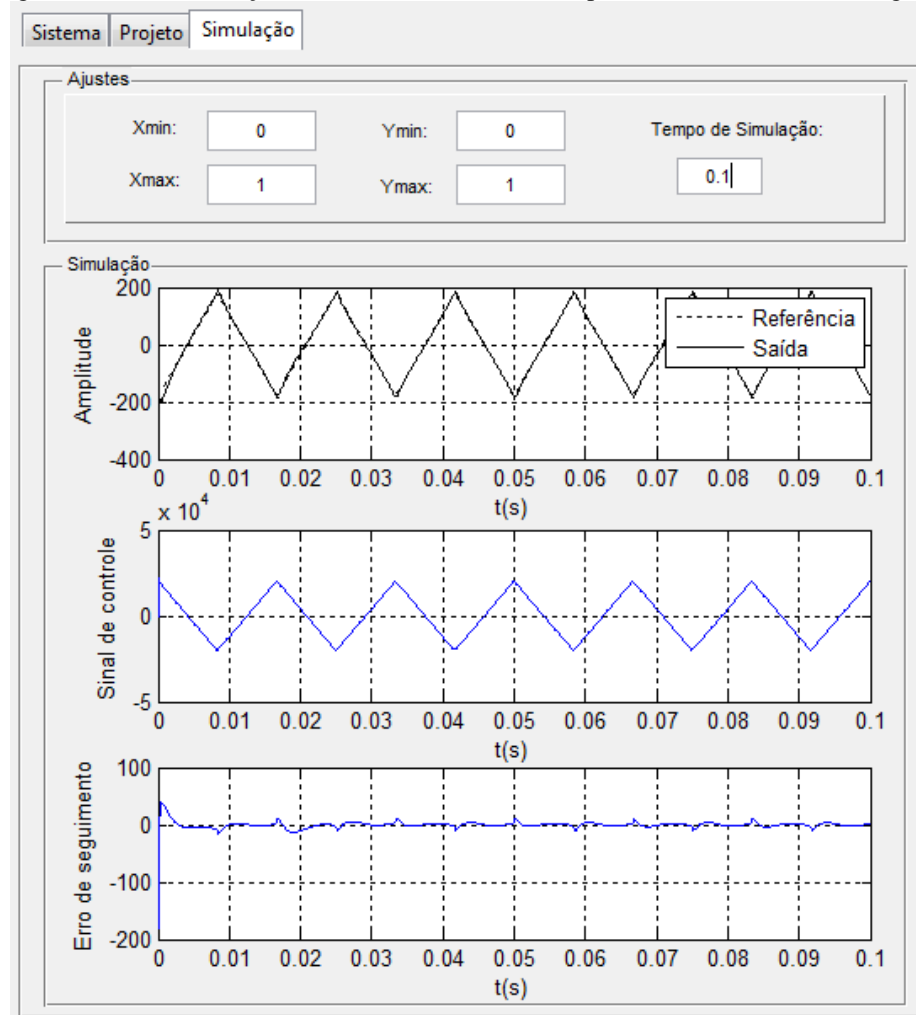 Sistema Projeto Simulação
Ajustes
Xmin: 0 Ymin: 0 Tempo de Simulação:
Xmax: 1 Ymax: 1 0.1
Simulação
200
0
-200
-400
Amplitude
Referência
Saída
0 0.01 0.02 0.03 0.04 0.05 0.06 0.07 0.08 0.09 0.1
t(s)
x 10^4
5
0
-5
Sinal de controle
0 0.01 0.02 0.03 0.04 0.05 0.06 0.07 0.08 0.09 0.1
t(s)
100
0
-100
-200
Erro de seguimento
0 0.01 0.02 0.03 0.04 0.05 0.06 0.07 0.08 0.09 0.1
t(s)